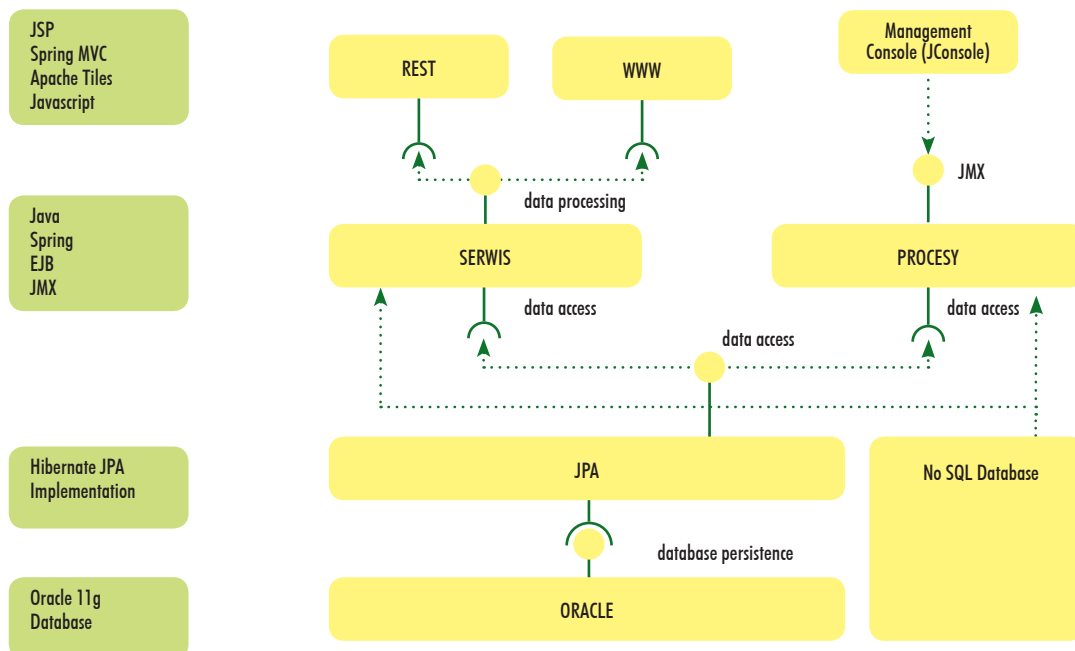 JSP
Spring MVC
Apache Tiles
Javascript
REST
WWW
Management
Console (JConsole)
JMX
data processing
Java
Spring
EJB
JMX
SERWIS
PROCESY
data access
data access
data access
Hibernate JPA
Implementation
JPA
No SQL Database
database persistence
Oracle 11g
Database
ORACLE